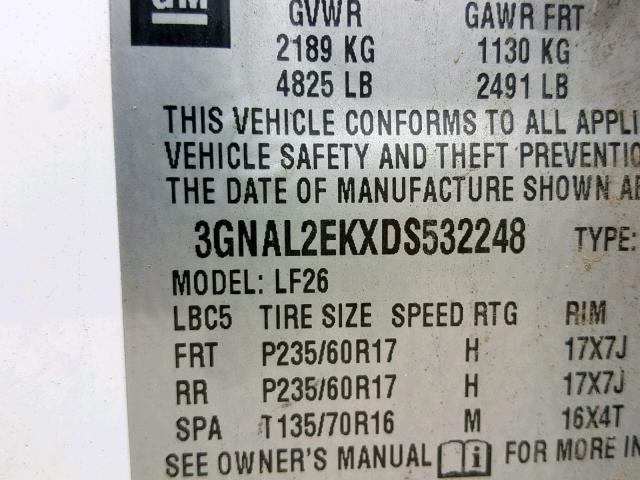 GM
GVWR GAWR FRT
2189 KG 1130 KG
4825 LB 2491 LB
THIS VEHICLE CONFORMS TO ALL APPLI
VEHICLE SAFETY AND THEFT PREVENTIO
THE DATE OF MANUFACTURE SHOWN AB
3GNAL2EKXDS532248 TYPE:
MODEL: LF26
LBC5 TIRE SIZE SPEED RTG RIM
FRT P235/60R17 H 17X7J
RR P235/60R17 H 17X7J
SPA T135/70R16 M 16X4T
SEE OWNER'S MANUAL i FOR MORE IN